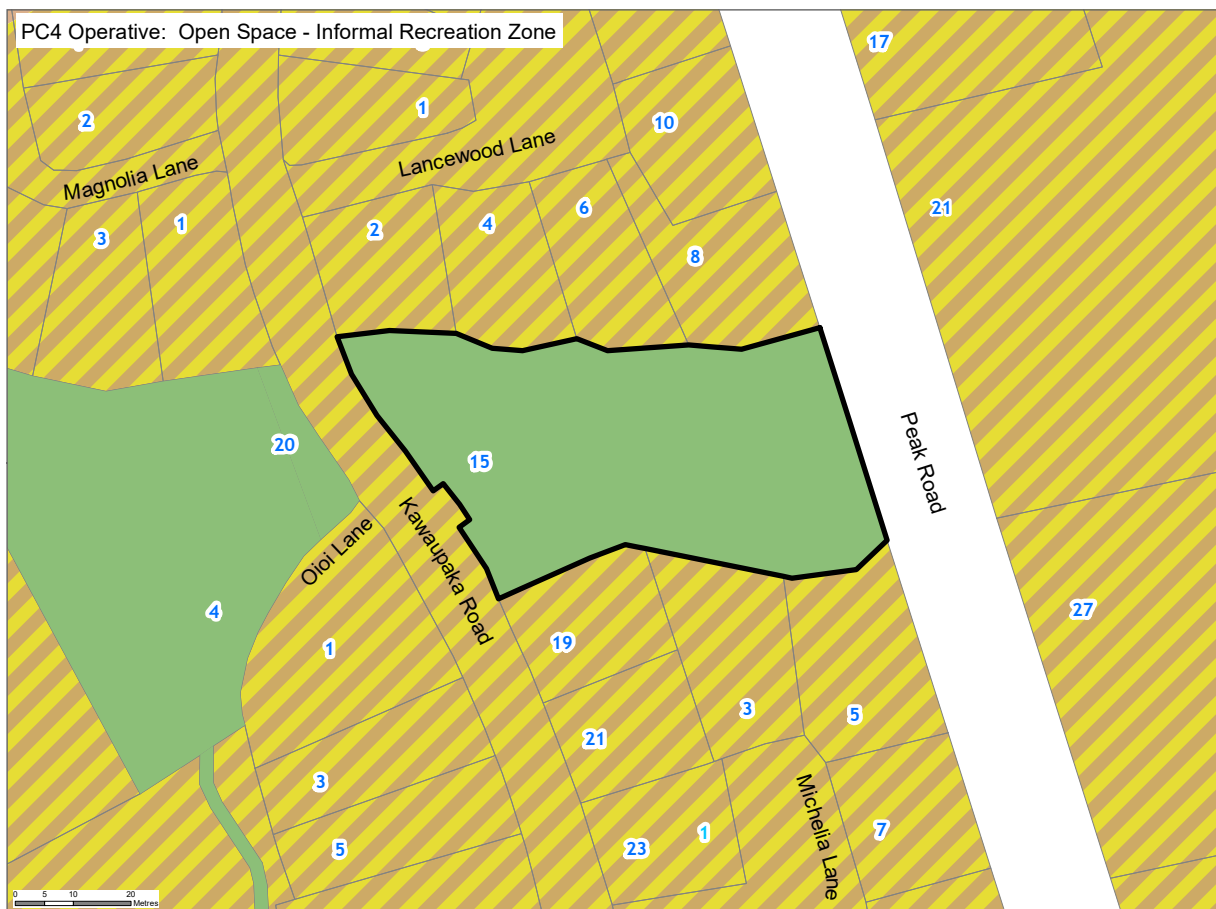 PC4 Operative: Open Space - Informal Recreation Zone
17
2
1
10
Magnolia Lane
Lancewood Lane
3
1
2
4
6
8
21
20
15
Peak Road
Oioi Lane
Kawaupaka Road
4
1
19
27
3
21
3
5
5
23
1
Michelia Lane
7
0 5 10 20
Metres